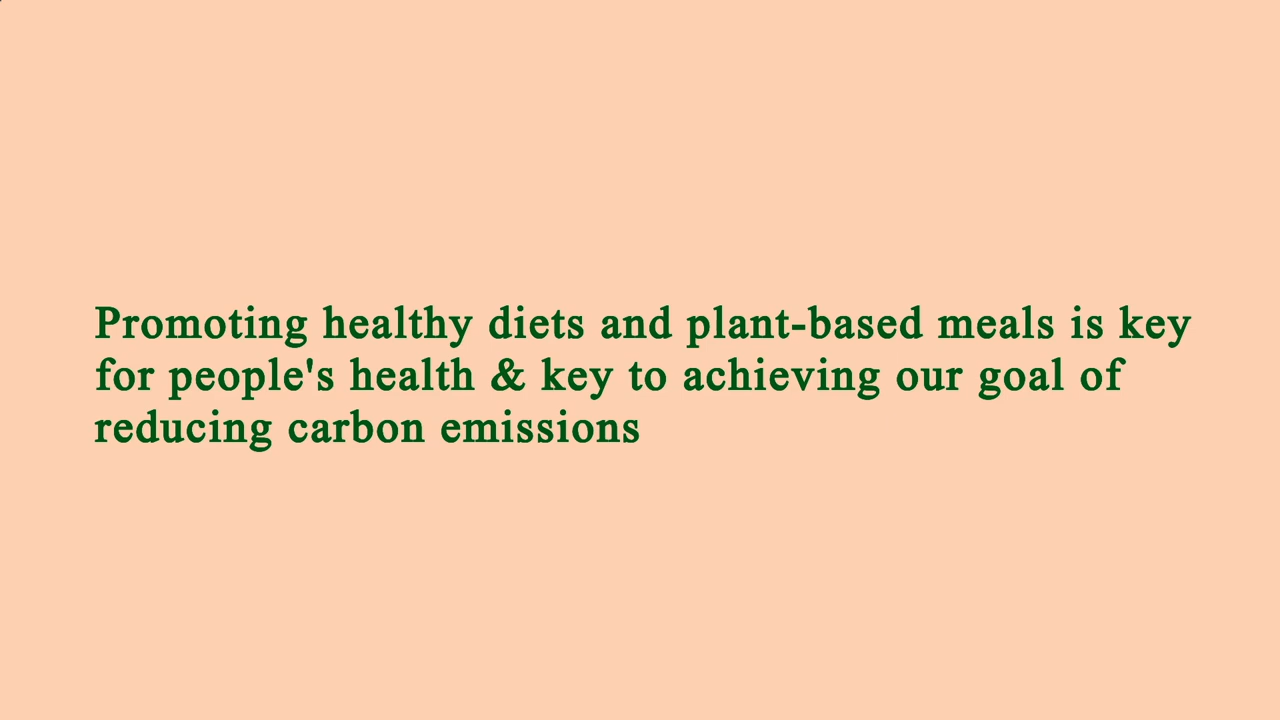 Promoting healthy diets and plant-based meals is key
for people's health & key to achieving our goal of
reducing carbon emissions